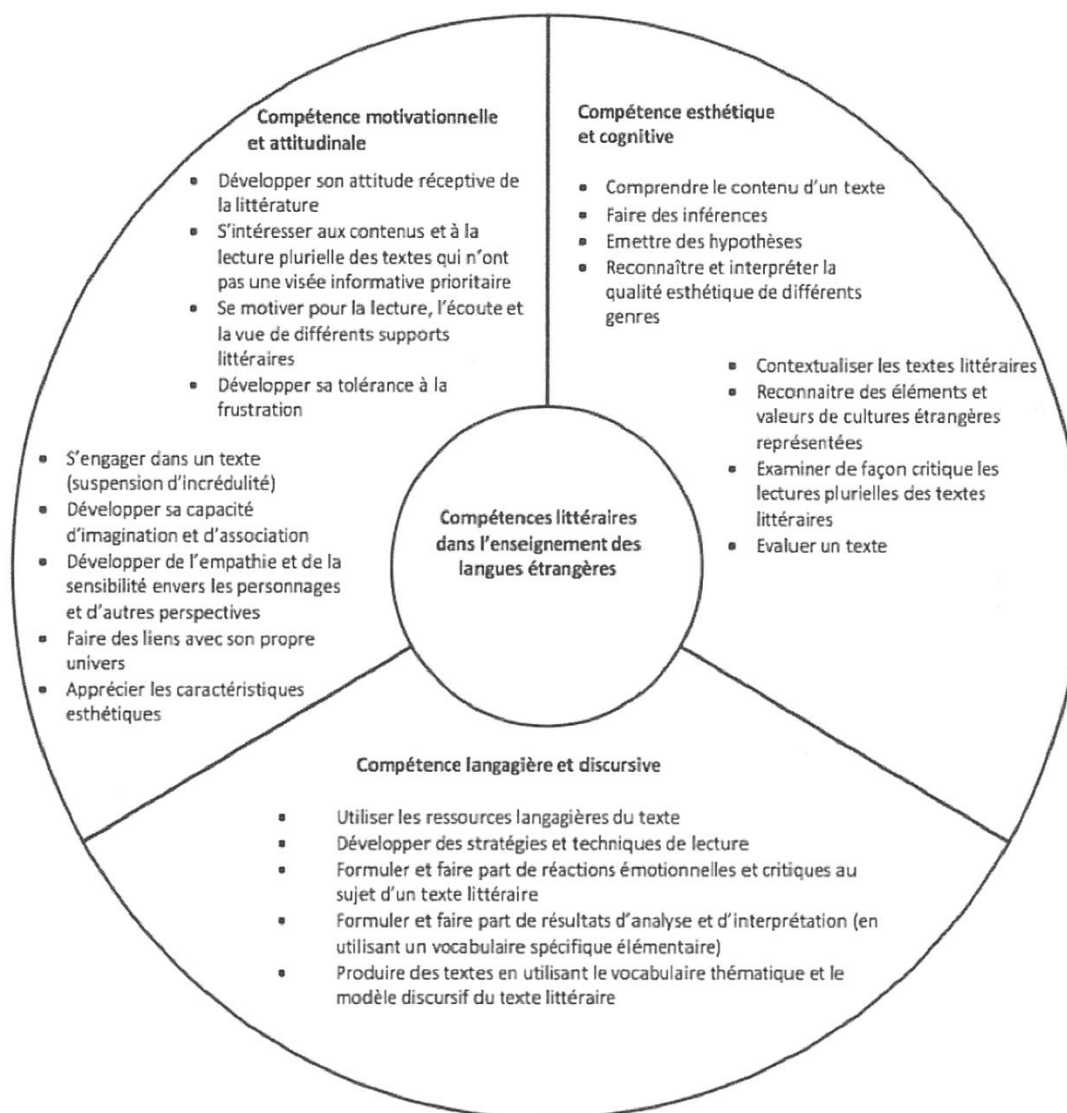 Compétence motivationnelle
et attitudinale
▪ Développer son attitude réceptive de
la littérature
▪ S'intéresser aux contenus et à la
lecture plurielle des textes qui n'ont
pas une visée informative prioritaire
▪ Se motiver pour la lecture, l'écoute et
la vue de différents supports
littéraires
▪ Développer sa tolérance à la
frustration
▪ S'engager dans un texte
(suspension d'incrédulité)
▪ Développer sa capacité
d'imagination et d'association
▪ Développer de l'empathie et de la
sensibilité envers les personnages
et d'autres perspectives
▪ Faire des liens avec son propre
univers
▪ Apprécier les caractéristiques
esthétiques
Compétence esthétique
et cognitive
▪ Comprendre le contenu d'un texte
▪ Faire des inférences
▪ Emettre des hypothèses
▪ Reconnaître et interpréter la
qualité esthétique de différents
genres
▪ Contextualiser les textes littéraires
▪ Reconnaitre des éléments et
valeurs de cultures étrangères
représentées
▪ Examiner de façon critique les
lectures plurielles des textes
littéraires
▪ Evaluer un texte
Compétences littéraires
dans l'enseignement des
langues étrangères
Compétence langagière et discursive
▪ Utiliser les ressources langagières du texte
▪ Développer des stratégies et techniques de lecture
▪ Formuler et faire part de réactions émotionnelles et critiques au
sujet d'un texte littéraire
▪ Formuler et faire part de résultats d'analyse et d'interprétation (en
utilisant un vocabulaire spécifique élémentaire)
▪ Produire des textes en utilisant le vocabulaire thématique et le
modèle discursif du texte littéraire